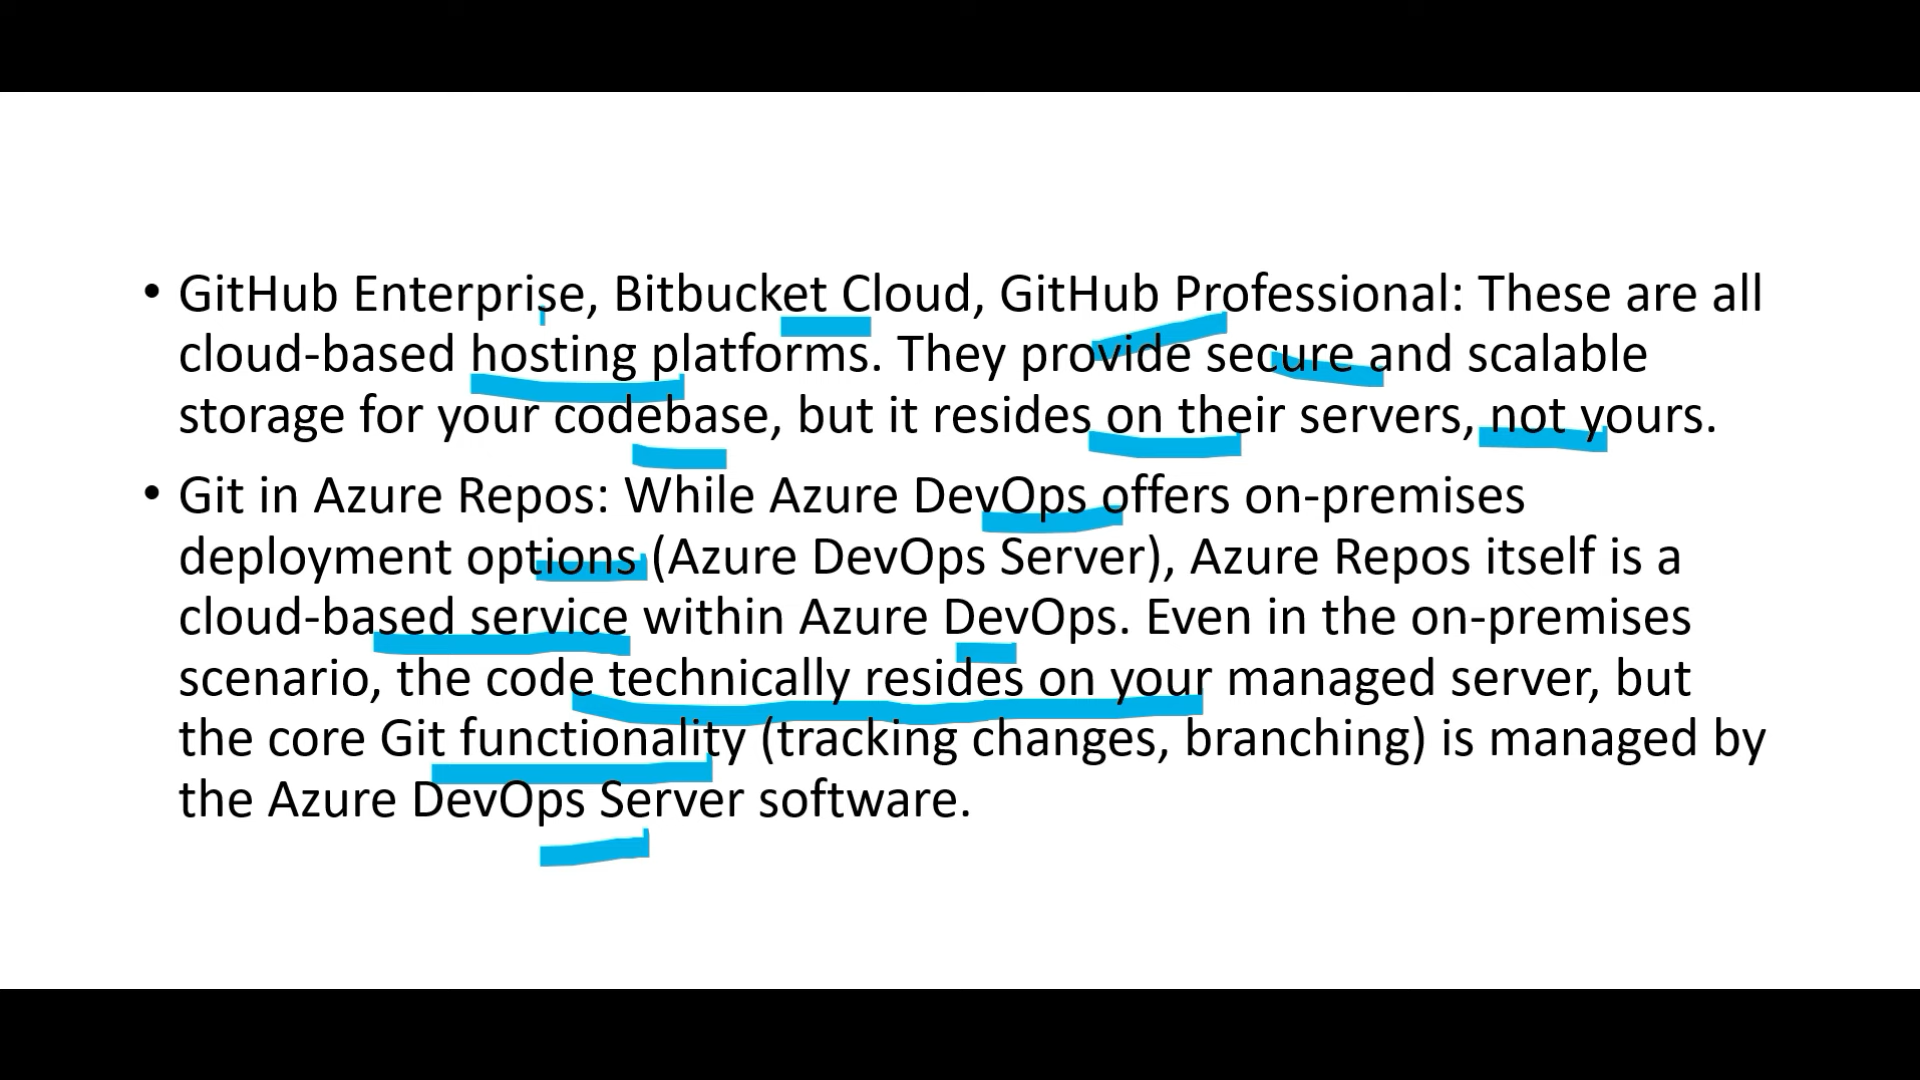 • GitHub Enterprise, Bitbucket Cloud, GitHub Professional: These are all
cloud-based hosting platforms. They provide secure and scalable
storage for your codebase, but it resides on their servers, not yours.
• Git in Azure Repos: While Azure DevOps offers on-premises
deployment options (Azure DevOps Server), Azure Repos itself is a
cloud-based service within Azure DevOps. Even in the on-premises
scenario, the code technically resides on your managed server, but
the core Git functionality (tracking changes, branching) is managed by
the Azure DevOps Server software.